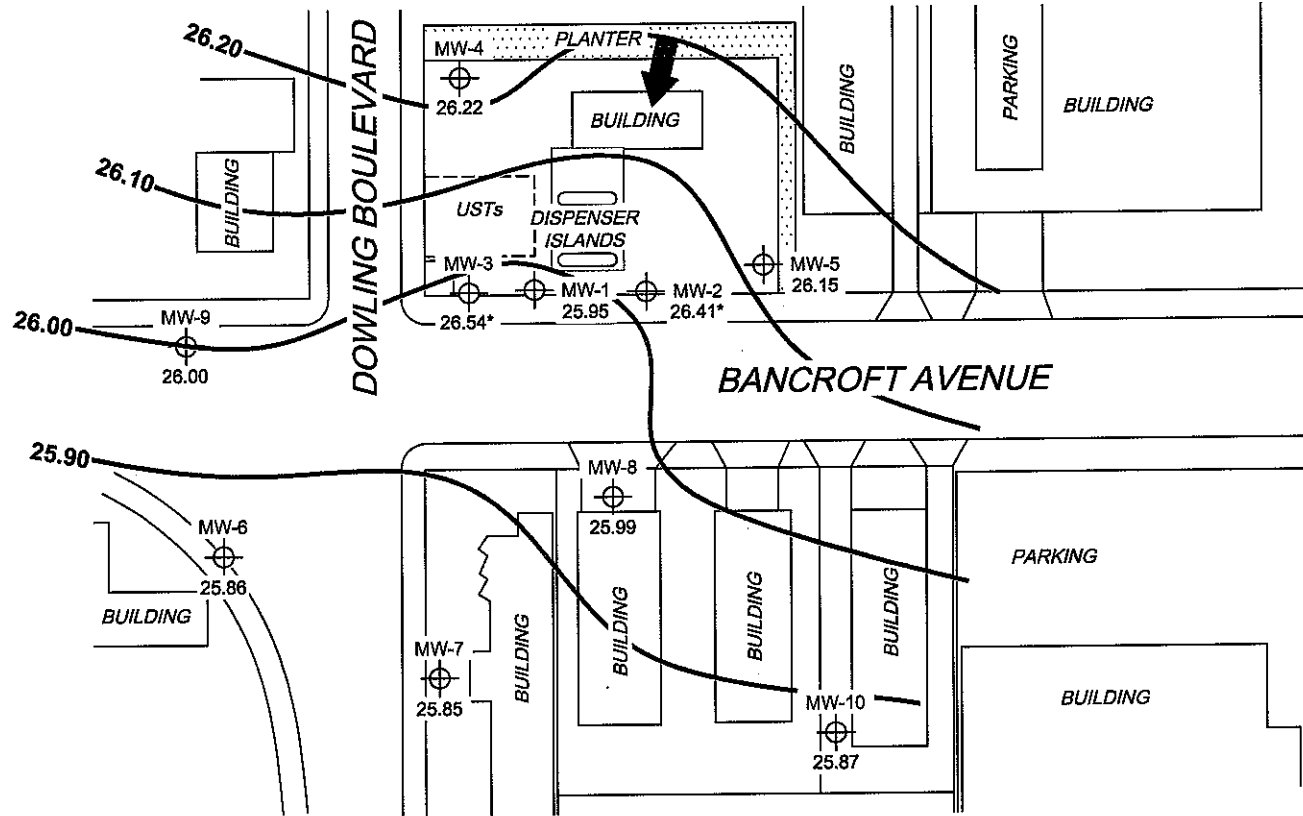 26.20
DOWLING BOULEVARD
MW-4
26.22
PLANTER
BUILDING
BUILDING
PARKING
BUILDING
26.10
BUILDING
USTs
DISPENSER
ISLANDS
MW-3
26.54*
MW-1
25.95
MW-2
26.41*
MW-5
26.15
26.00
MW-9
26.00
BANCROFT AVENUE
25.90
MW-6
25.86
BUILDING
MW-7
25.85
BUILDING
MW-8
25.99
BUILDING
BUILDING
BUILDING
MW-10
25.87
PARKING
BUILDING